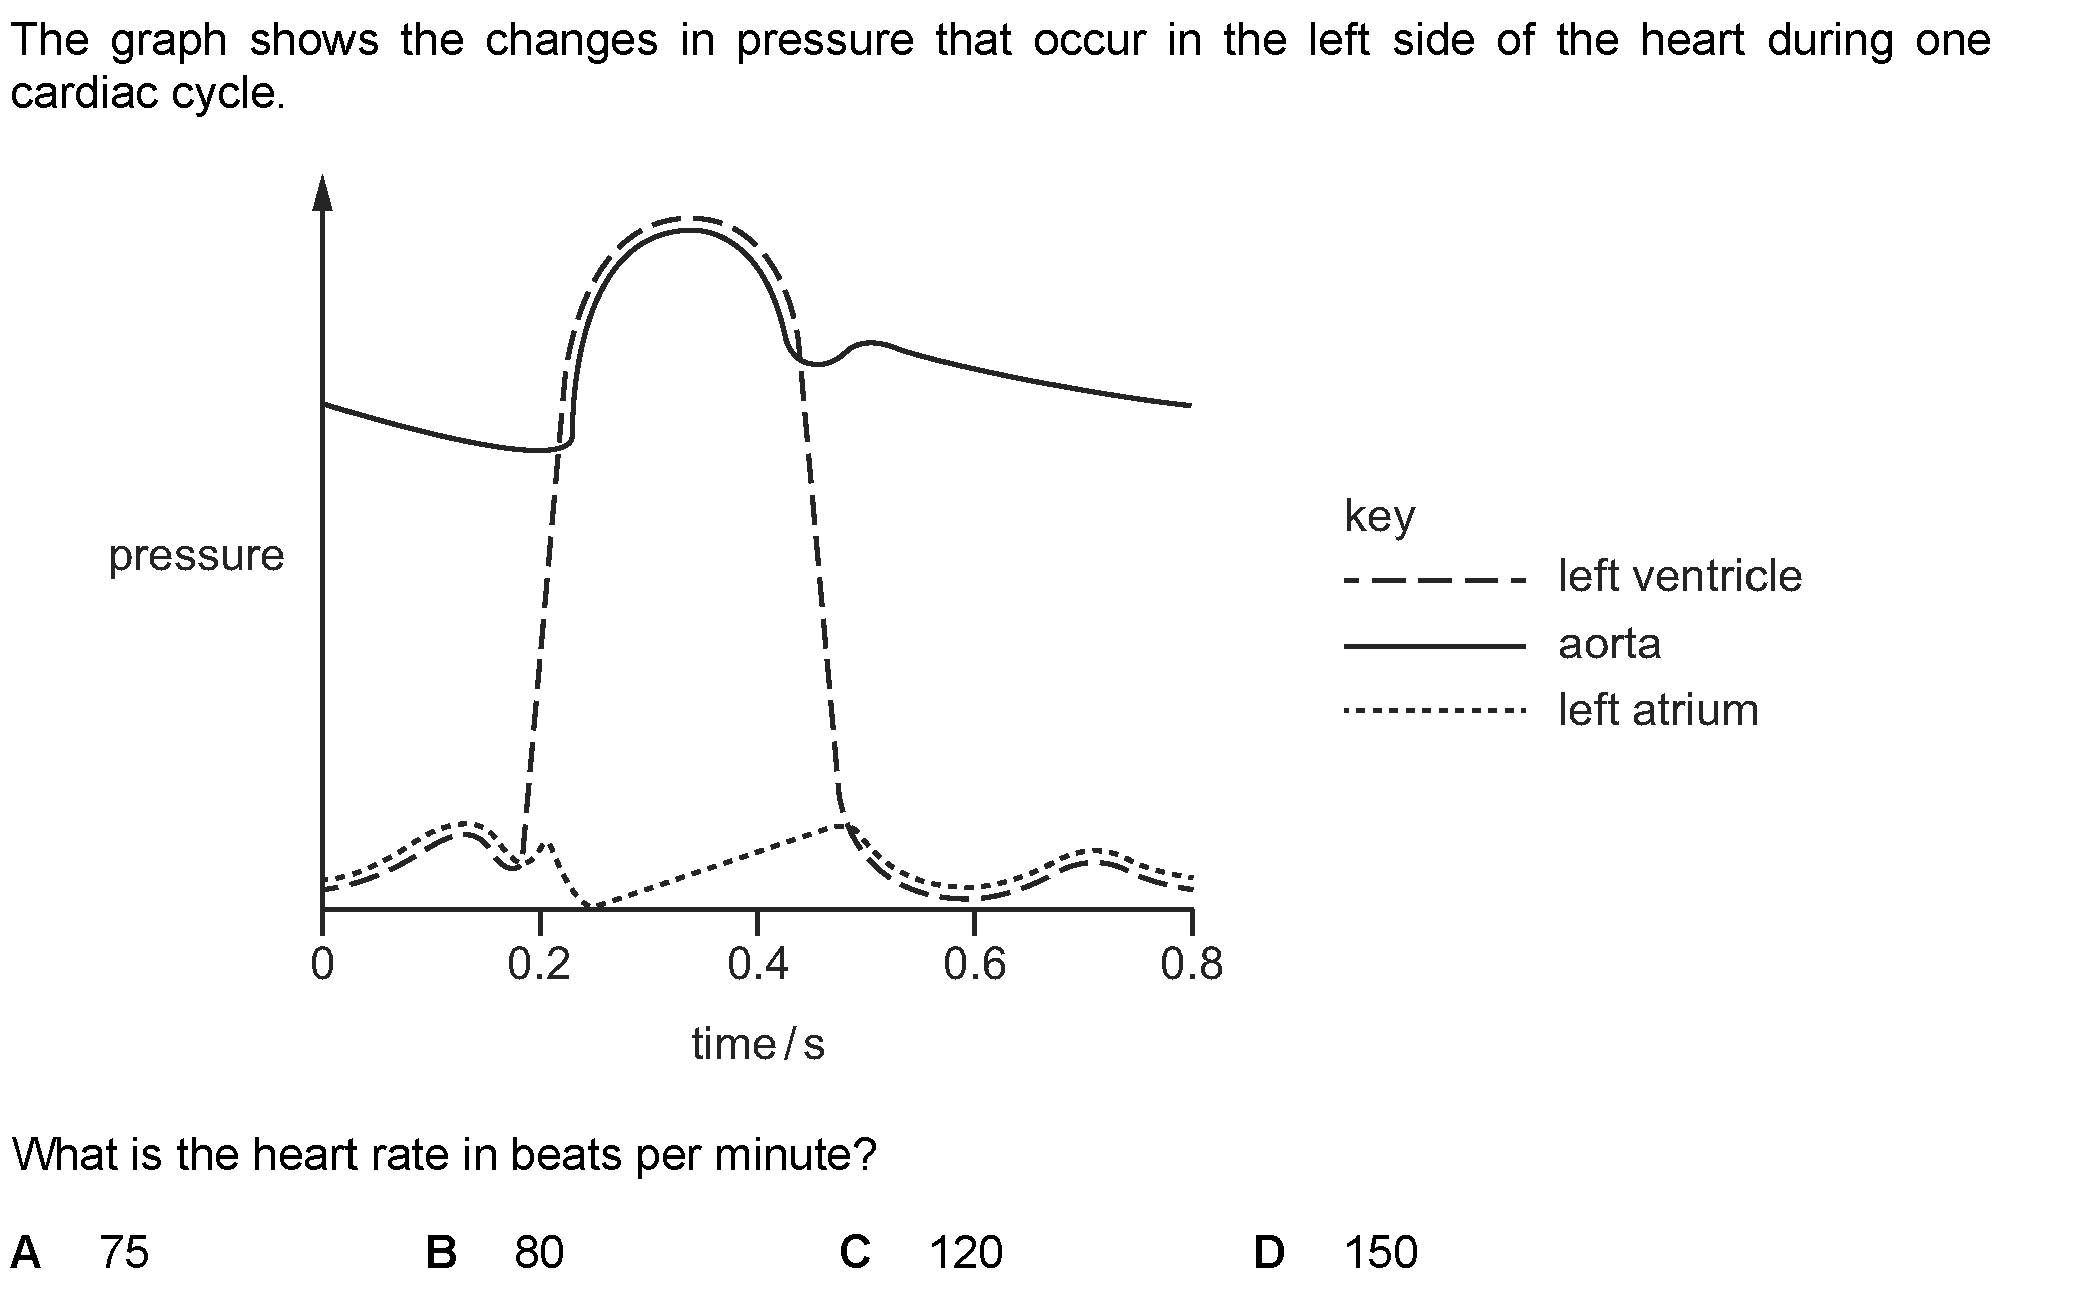 The graph shows the changes in pressure that occur in the left side of the heart during one
cardiac cycle.
pressure
key
left ventricle
aorta
left atrium
0 0.2 0.4 0.6 0.8
time / s
What is the heart rate in beats per minute?
A 75 B 80 C 120 D 150